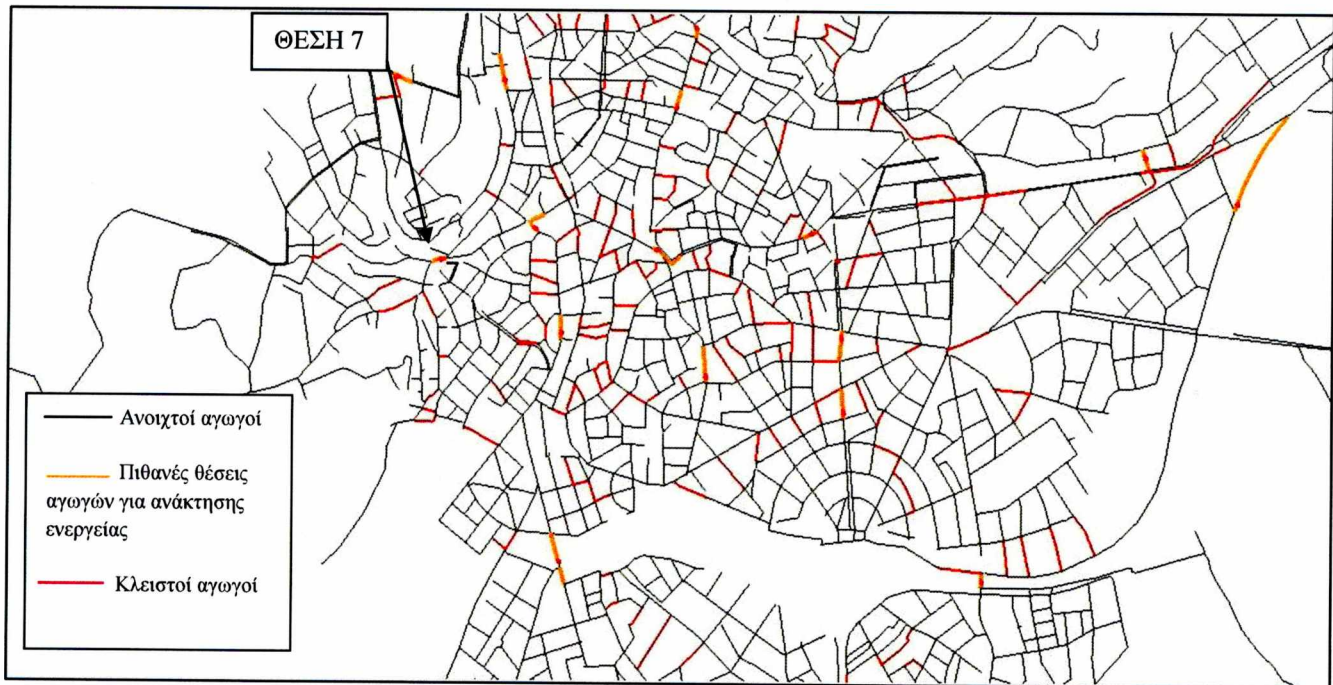 ΘΕΣΗ 7
Ανοιχτοί αγωγοί
Πιθανές θέσεις
αγωγών για ανάκτησης
ενεργείας
Κλειστοί αγωγοί